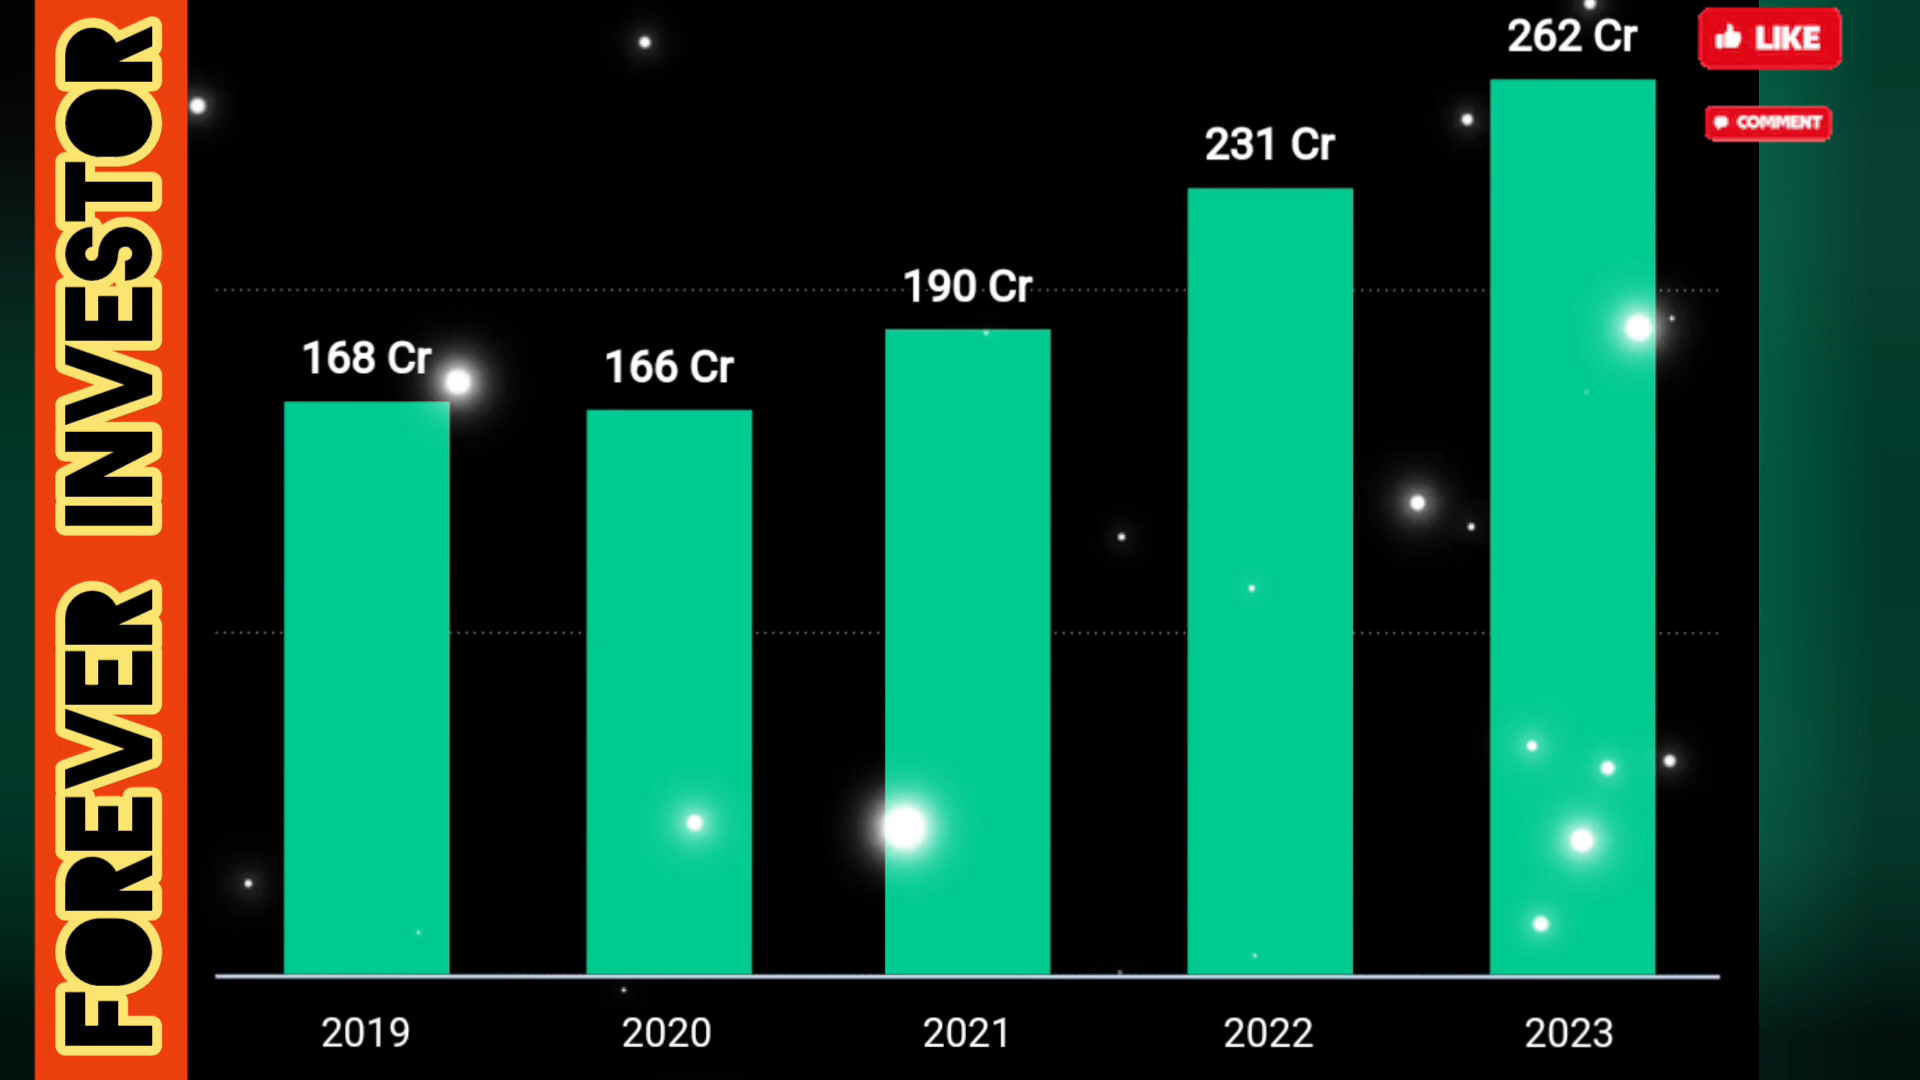 FOREVER INVESTOR
262 Cr
LIKE
COMMENT
231 Cr
190 Cr
168 Cr
166 Cr
2019
2020
2021
2022
2023